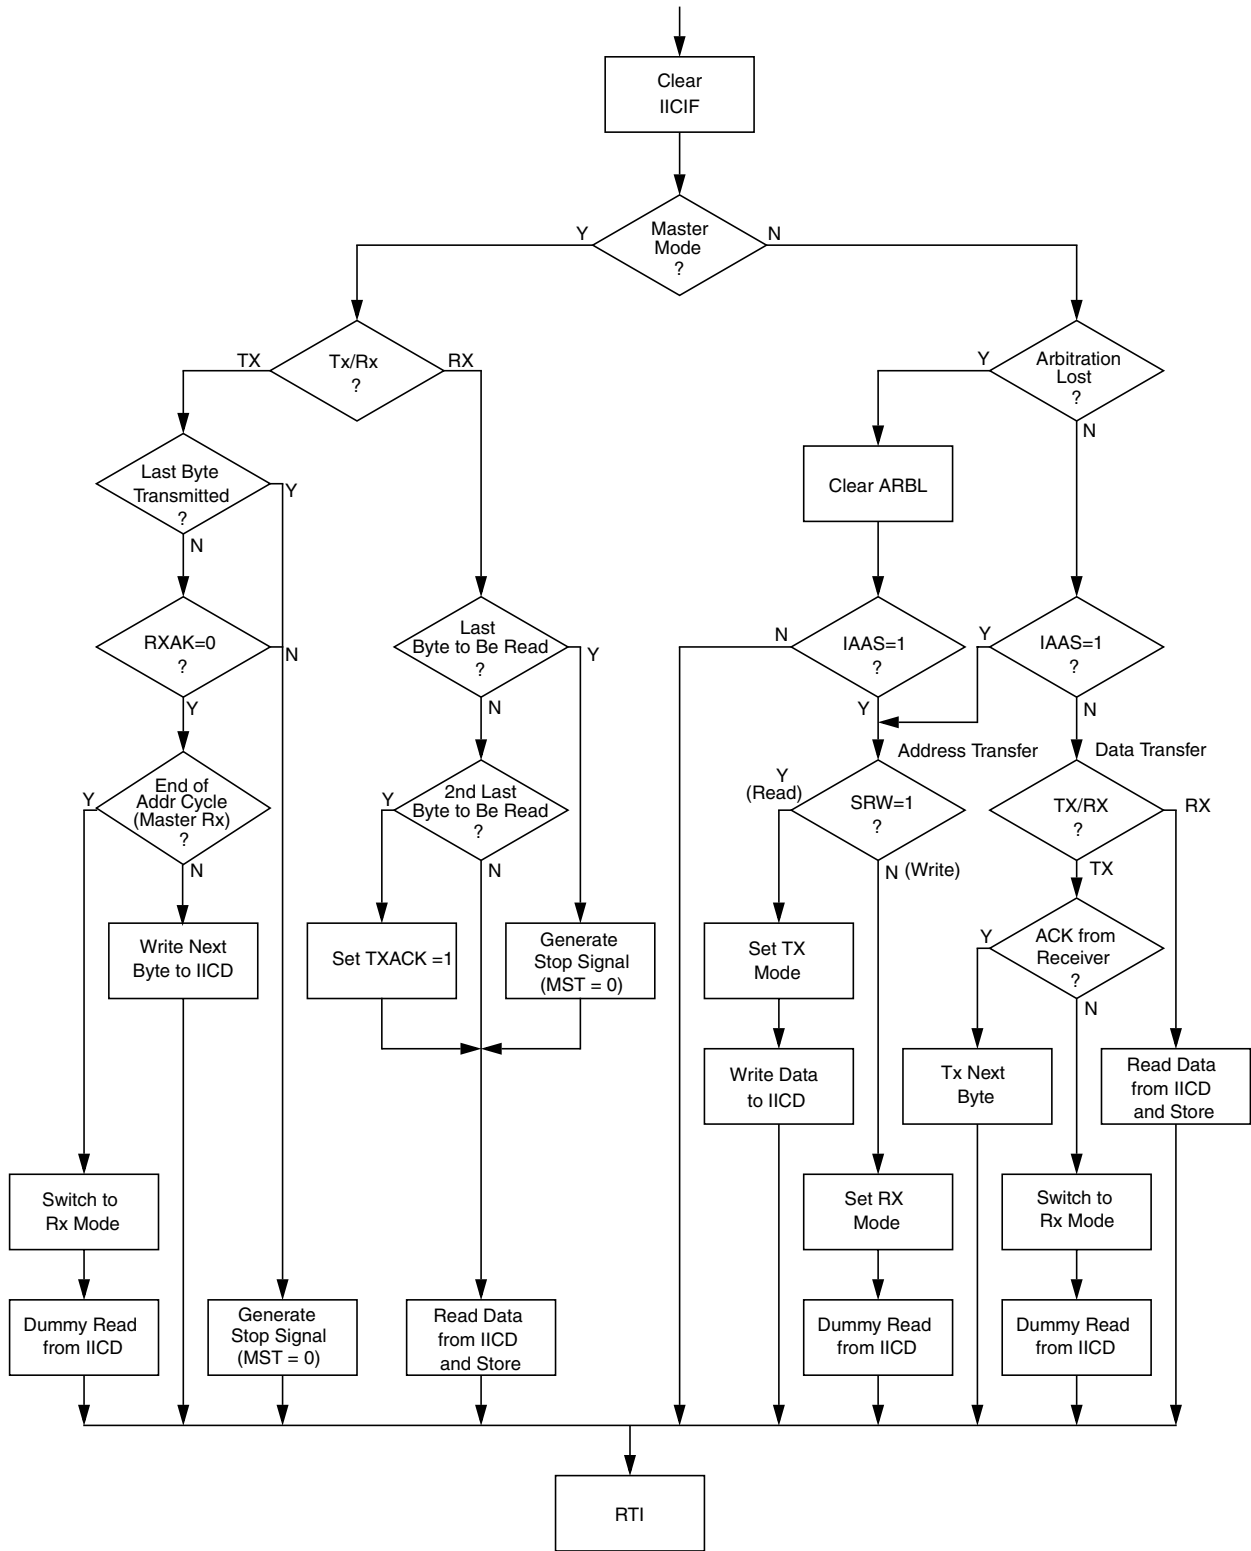 Clear
IICIF
Master
Mode
?
Y
N
Tx/Rx
?
TX
RX
Arbitration
Lost
?
Y
N
Last Byte
Transmitted
?
Y
N
Clear ARBL
RXAK=0
?
N
Y
Last
Byte to Be Read
?
Y
N
IAAS=1
?
N
Y
IAAS=1
?
Y
N
Address Transfer
Data Transfer
End of
Addr Cycle
(Master Rx)
?
Y
N
2nd Last
Byte to Be Read
?
Y
N
Y
(Read)
SRW=1
?
N (Write)
TX/RX
?
RX
TX
Write Next
Byte to IICD
Set TXACK =1
Generate
Stop Signal
(MST = 0)
Set TX
Mode
ACK from
Receiver
?
Y
N
Write Data
to IICD
Tx Next
Byte
Read Data
from IICD
and Store
Switch to
Rx Mode
Set RX
Mode
Switch to
Rx Mode
Dummy Read
from IICD
Generate
Stop Signal
(MST = 0)
Read Data
from IICD
and Store
Dummy Read
from IICD
Dummy Read
from IICD
RTI